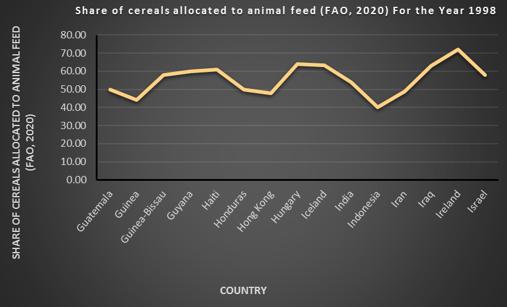 Share of cereals allocated to animal feed (FAO, 2020) For the Year 1998
SHARE OF CEREALS ALLOCATED TO ANIMAL FEED
(FAO, 2020)
80.00
70.00
60.00
50.00
40.00
30.00
20.00
10.00
0.00
Guatemala
Guinea
Guinea-Bissau
Guyana
Haiti
Honduras
Hong Kong
Hungary
Iceland
India
Indonesia
Iran
Iraq
Ireland
Israel
COUNTRY